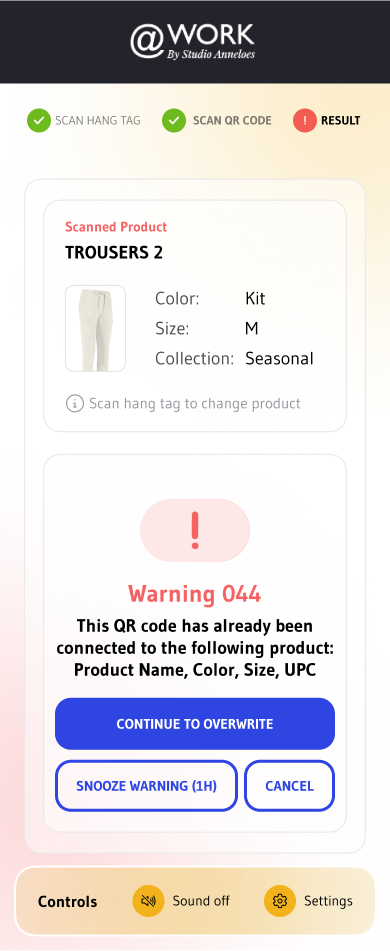 @WORK
By Studio Anneloes
SCAN HANG TAG
SCAN QR CODE
!
RESULT
Scanned Product
TROUSERS 2
Color: Kit
Size: M
Collection: Seasonal
i Scan hang tag to change product
!
Warning 044
This QR code has already been
connected to the following product:
Product Name, Color, Size, UPC
CONTINUE TO OVERWRITE
SNOOZE WARNING (1H)
CANCEL
Controls
Sound off
Settings